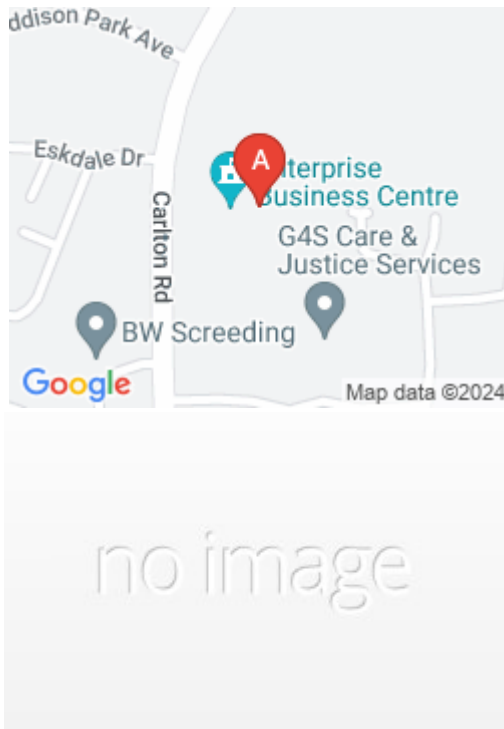 ddison Park Ave
Eskdale Dr
Carlton Rd
A
nterprise
Business Centre
G4S Care &
Justice Services
BW Screeding
Google
Map data ©2024
no image